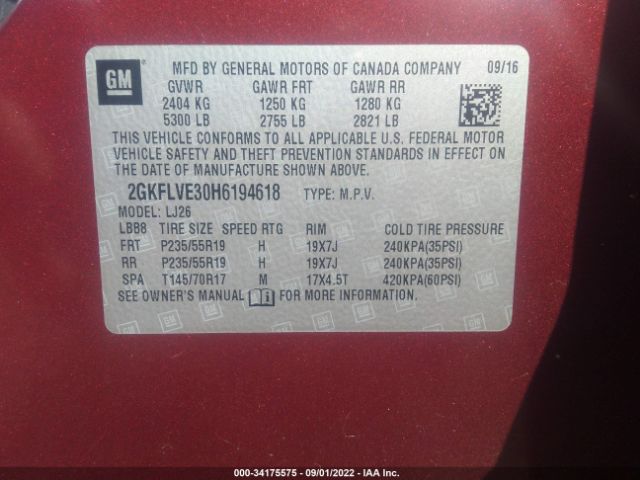 GM
MFD BY GENERAL MOTORS OF CANADA COMPANY 09/16
GVWR GAWR FRT GAWR RR
2404 KG 1250 KG 1280 KG
5300 LB 2755 LB 2821 LB
THIS VEHICLE CONFORMS TO ALL APPLICABLE U.S. FEDERAL MOTOR
VEHICLE SAFETY AND THEFT PREVENTION STANDARDS IN EFFECT ON
THE DATE OF MANUFACTURE SHOWN ABOVE.
2GKFLVE30H6194618 TYPE: M.P.V.
MODEL: LJ26
LBB8 TIRE SIZE SPEED RTG RIM COLD TIRE PRESSURE
FRT P235/55R19 H 19X7J 240KPA(35PSI)
RR P235/55R19 H 19X7J 240KPA(35PSI)
SPA T145/70R17 M 17X4.5T 420KPA(60PSI)
SEE OWNER'S MANUAL FOR MORE INFORMATION.
000-34175575 - 09/01/2022 - IAA Inc.